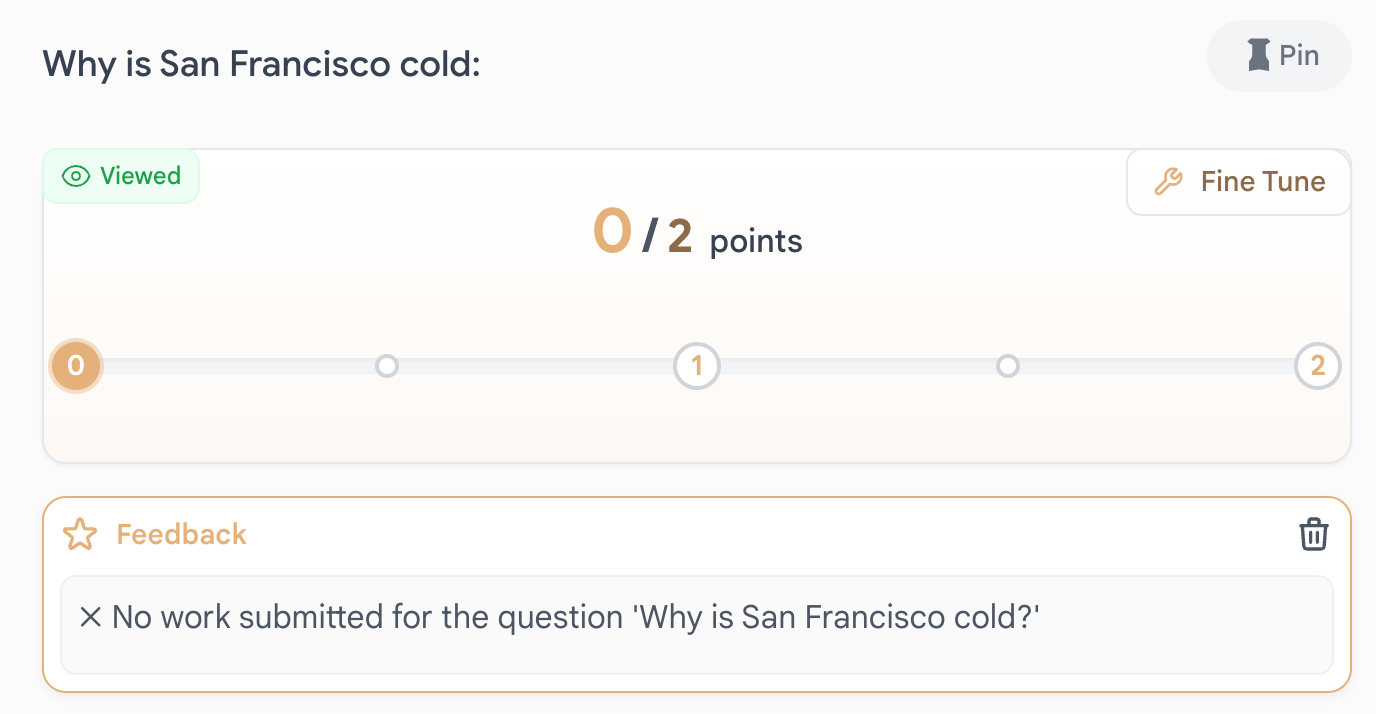 Why is San Francisco cold:
Pin
Viewed
Fine Tune
0 / 2 points
0 1 2
Feedback
× No work submitted for the question 'Why is San Francisco cold?'